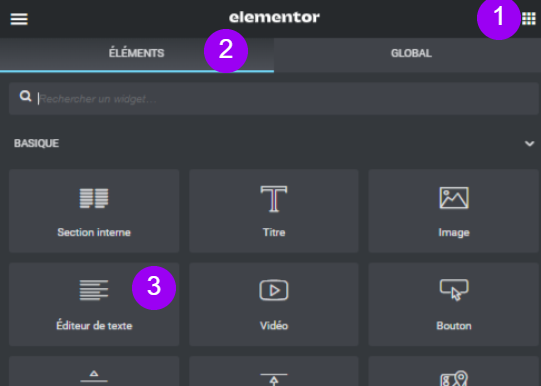 elementor
1
ÉLÉMENTS
2
GLOBAL
Rechercher un widget...
BASIQUE
Section interne
Titre
Image
3
Éditeur de texte
Vidéo
Bouton